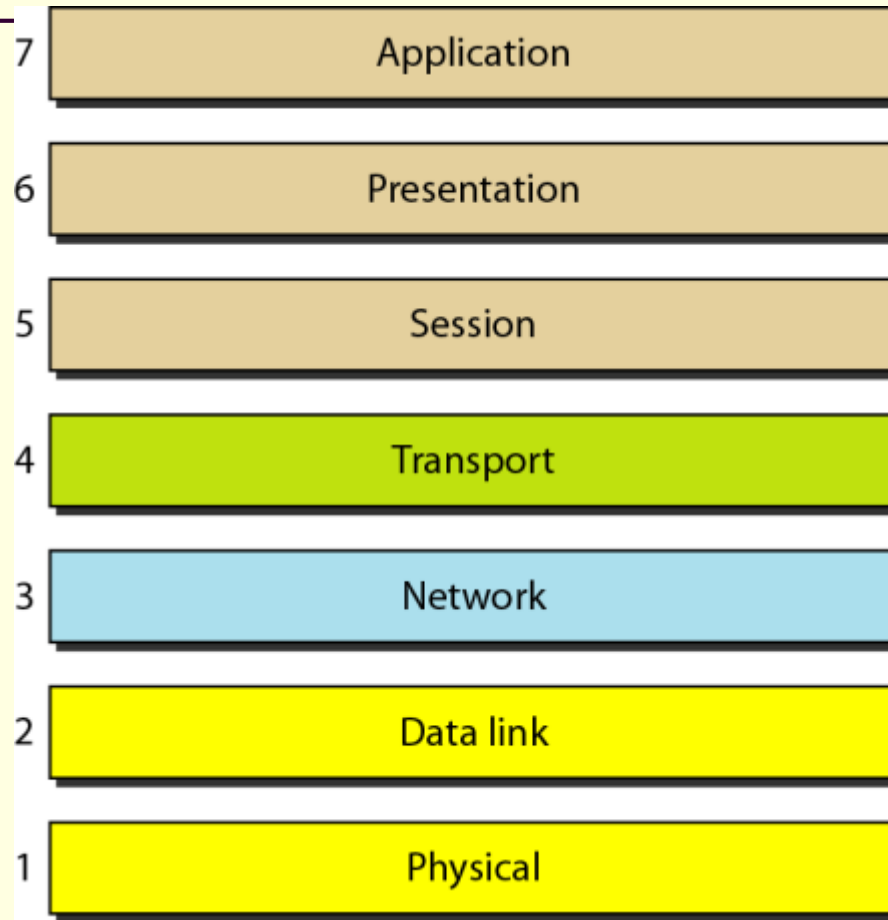 7 Application
6 Presentation
5 Session
4 Transport
3 Network
2 Data link
1 Physical